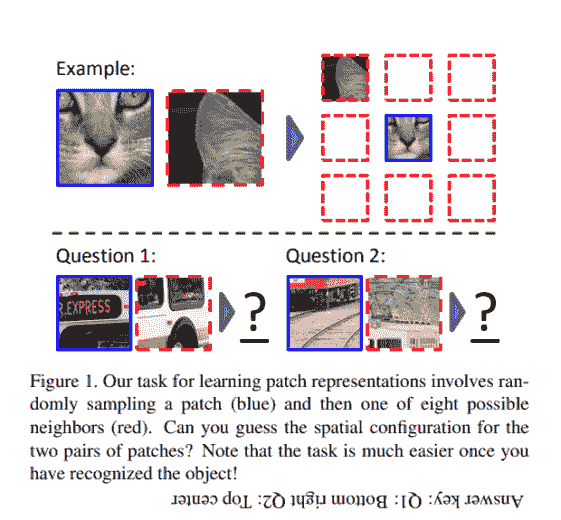 Example:
Question 1:
Question 2:
R.EXPRESS
?
?
Figure 1. Our task for learning patch representations involves ran-
domly sampling a patch (blue) and then one of eight possible
neighbors (red). Can you guess the spatial configuration for the
two pairs of patches? Note that the task is much easier once you
have recognized the object!
Answer key: Q1: Bottom right Q2: Top center